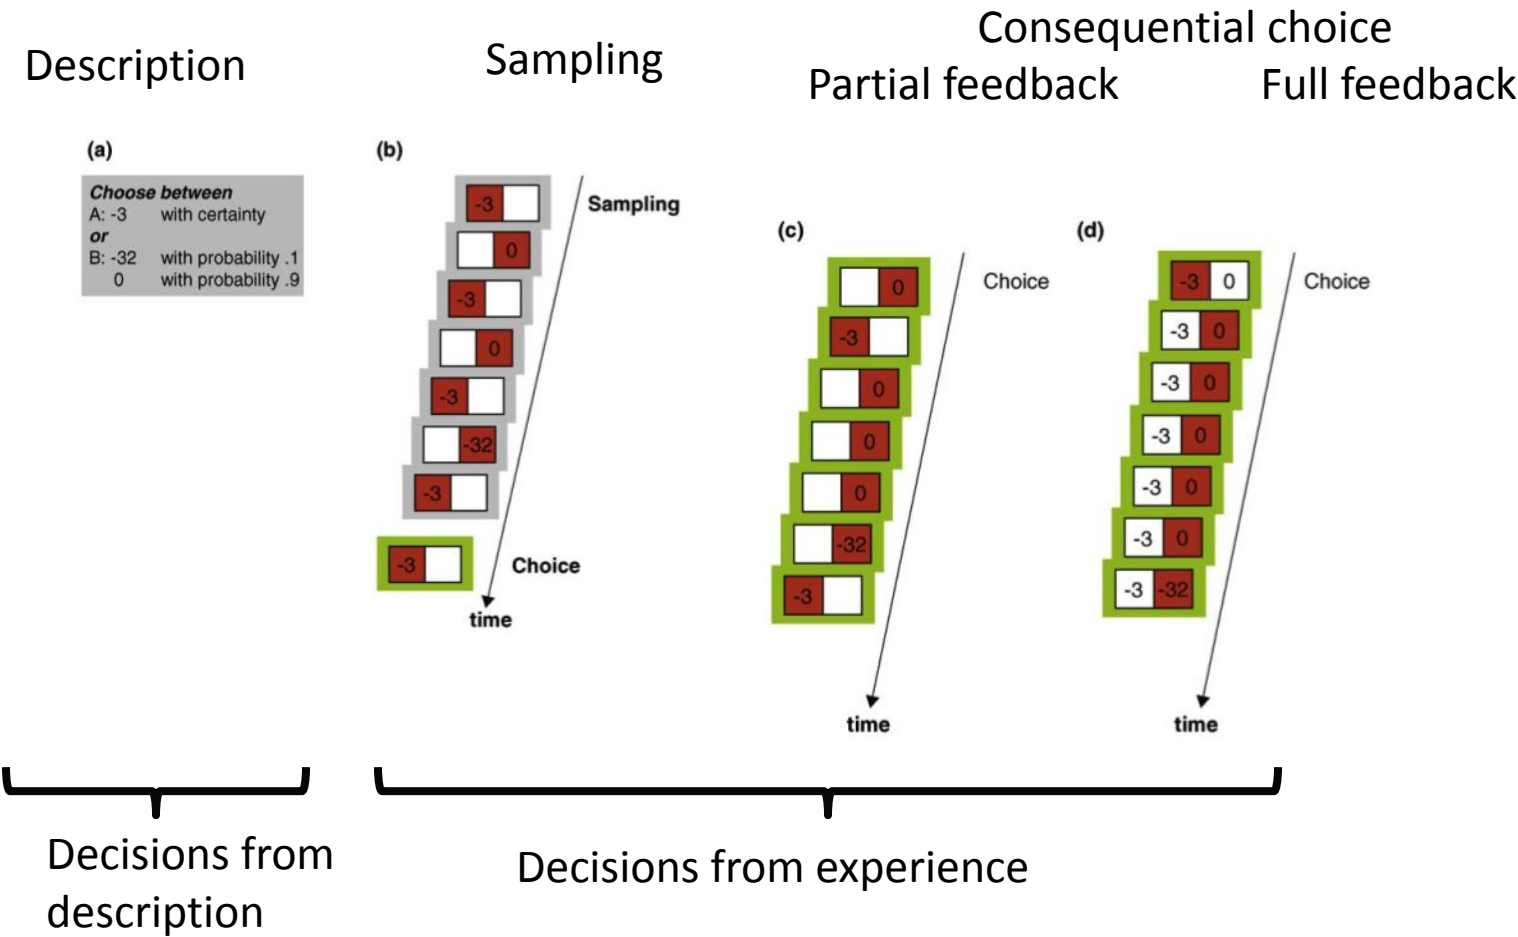 Description
Sampling
Consequential choice
Partial feedback
Full feedback
(a)
Choose between
A: -3 with certainty
or
B: -32 with probability .1
0 with probability .9
(b)
-3
0
-3
0
-3
-32
-3
Sampling
-3
Choice
time
(c)
0
-3
0
0
0
-32
-3
Choice
time
(d)
-3 0
-3 0
-3 0
-3 0
-3 0
-3 0
-3 -32
Choice
time
Decisions from
description
Decisions from experience